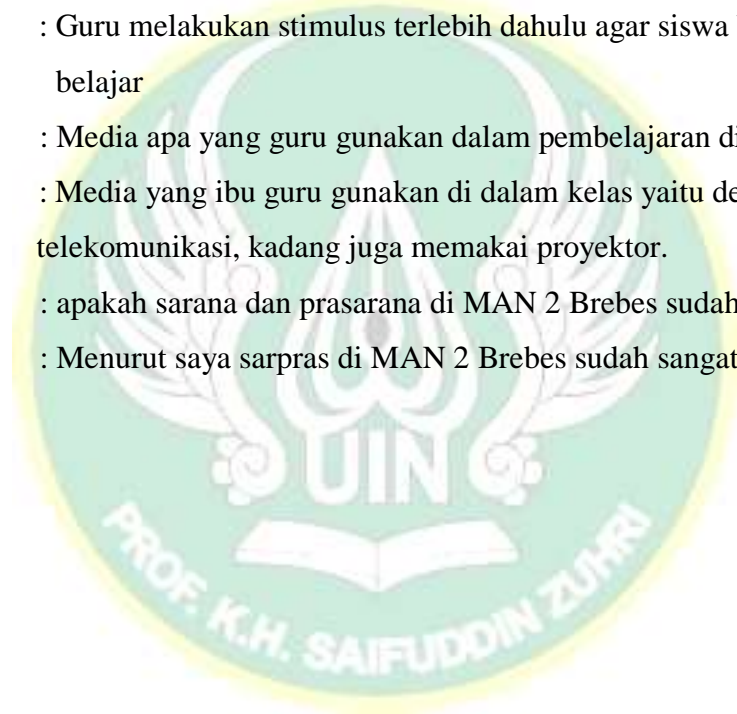 : Guru melakukan stimulus terlebih dahulu agar siswa
belajar
: Media apa yang guru gunakan dalam pembelajaran di
: Media yang ibu guru gunakan di dalam kelas yaitu
telekomunikasi, kadang juga memakai proyektor.
: apakah sarana dan prasarana di MAN 2 Brebes sudah
: Menurut saya sarpras di MAN 2 Brebes sudah sangat
UIN
PROF. K.H. SAIFUDDIN ZUHRI